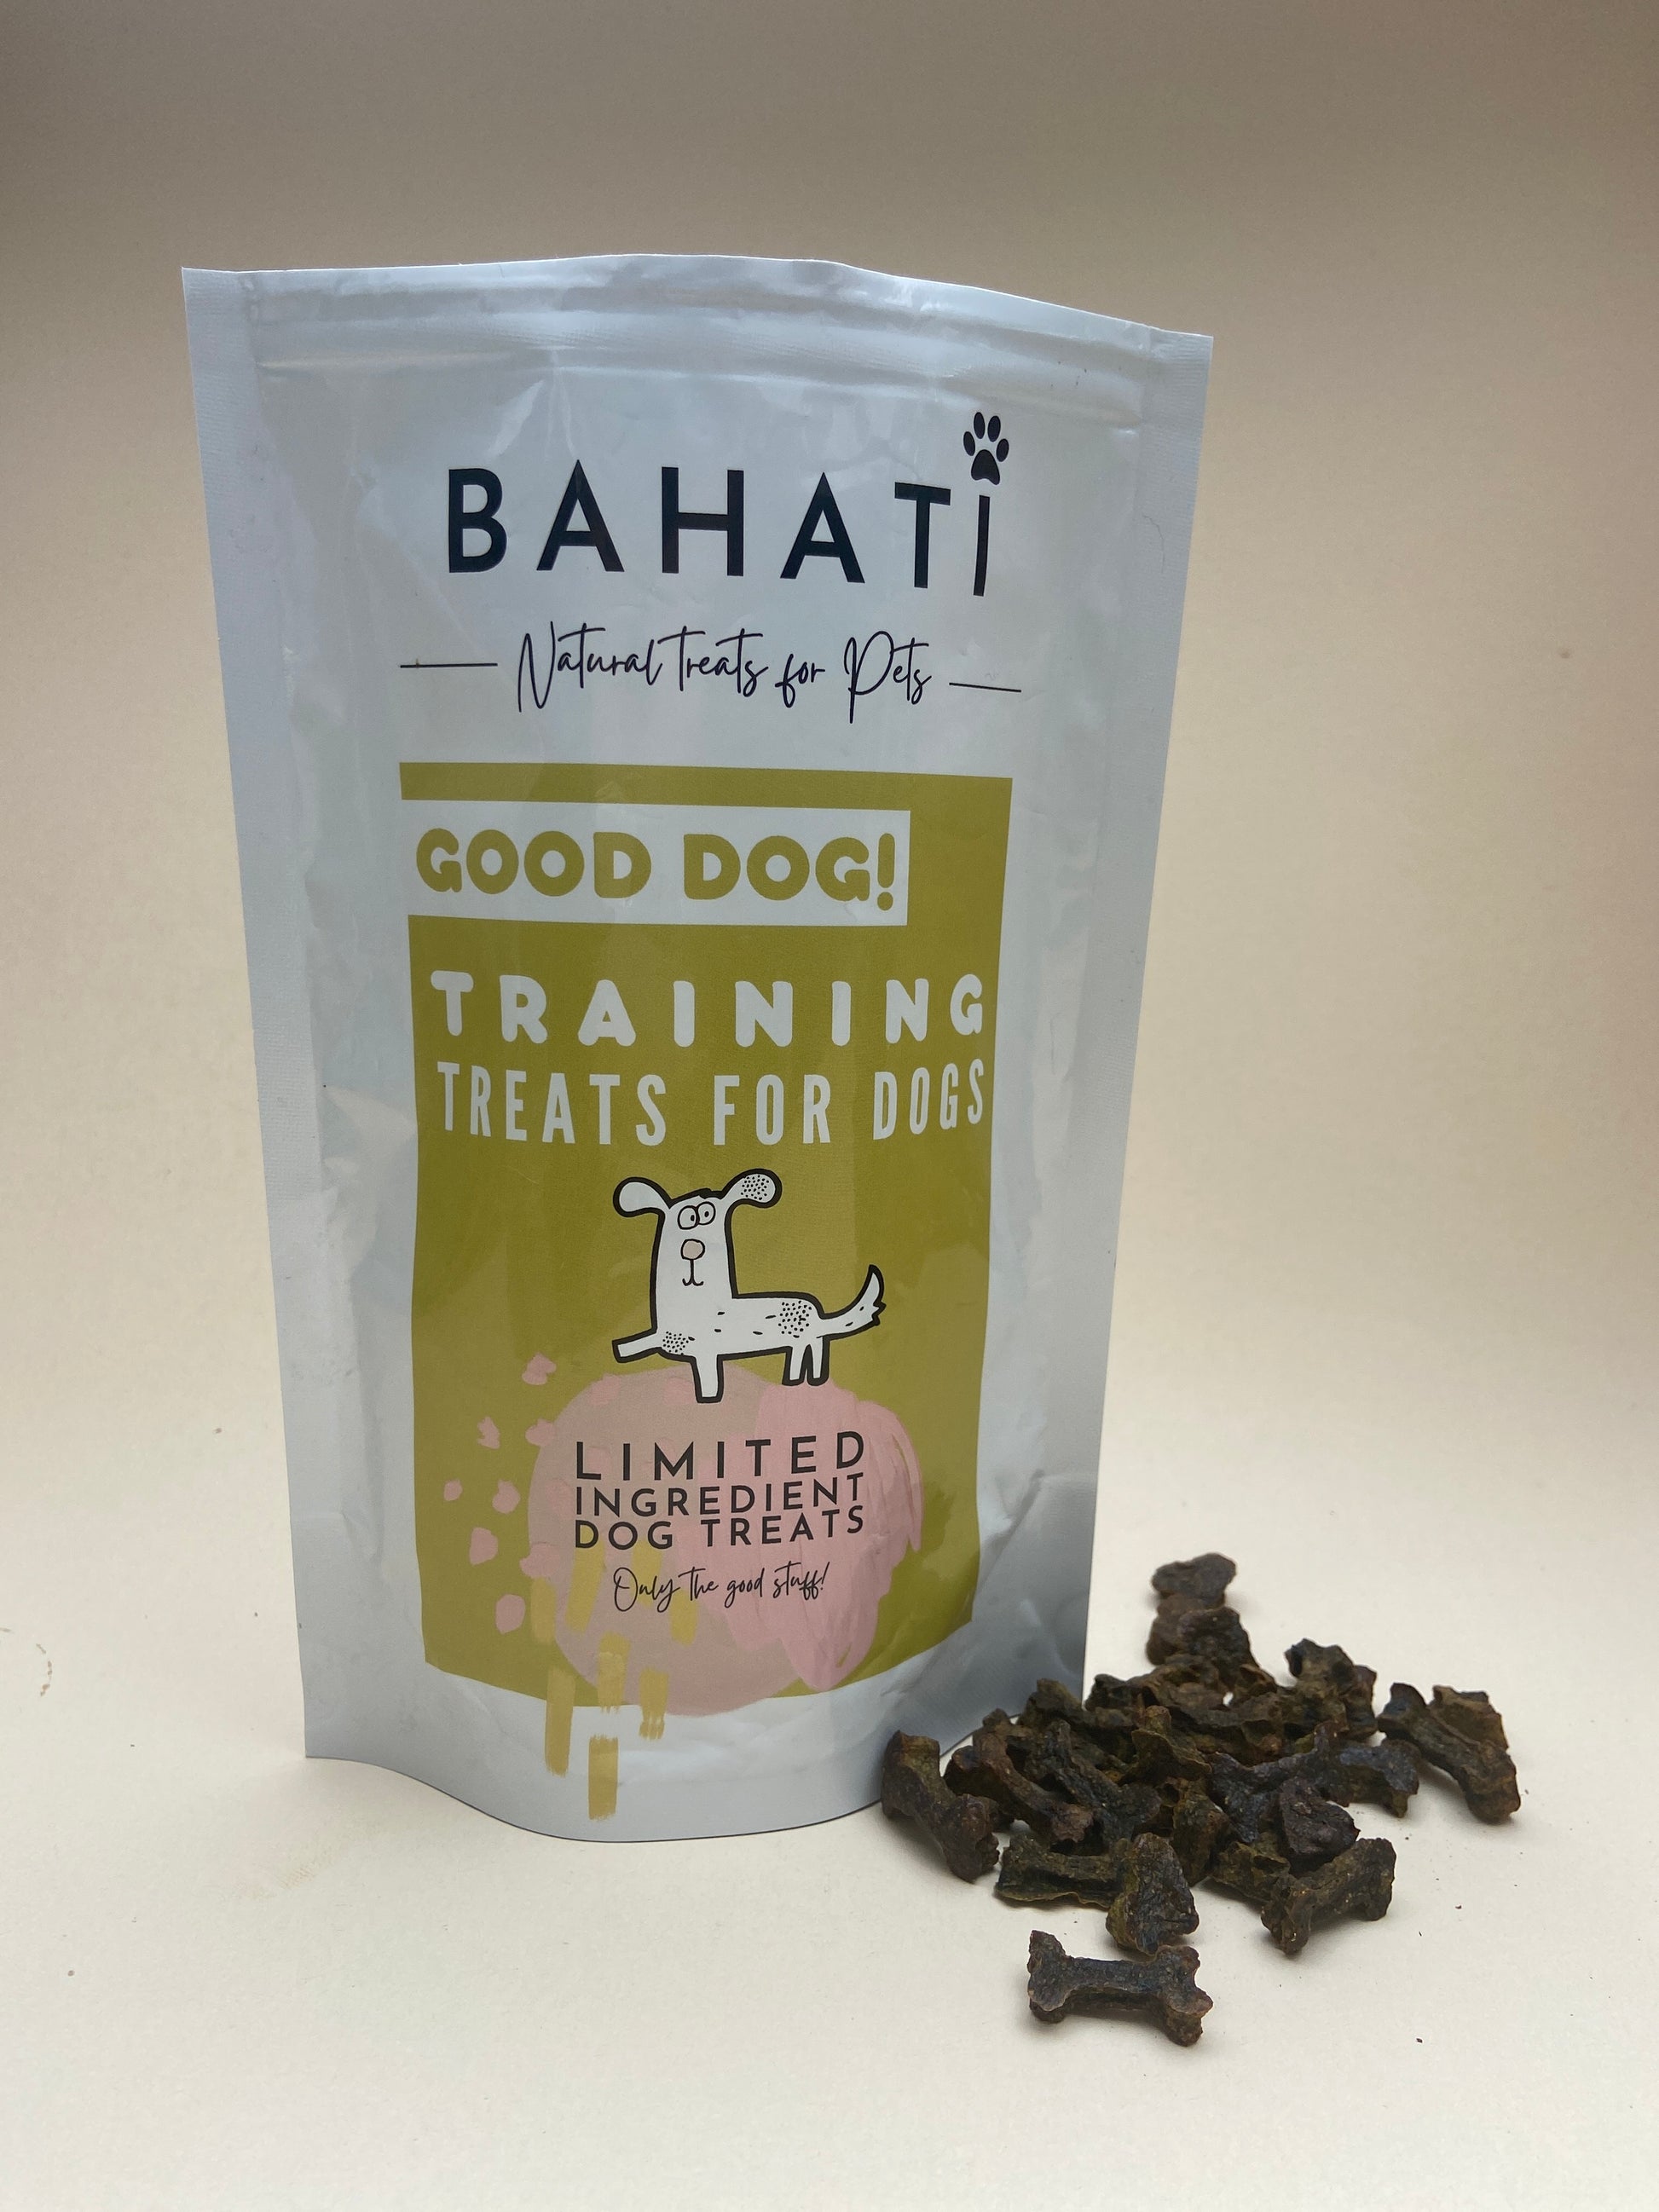 BAHATI
Natural treats for Pets
GOOD DOG!
TRAINING
TREATS FOR DOGS
LIMITED
INGREDIENT
DOG TREATS
Only the good stuff!